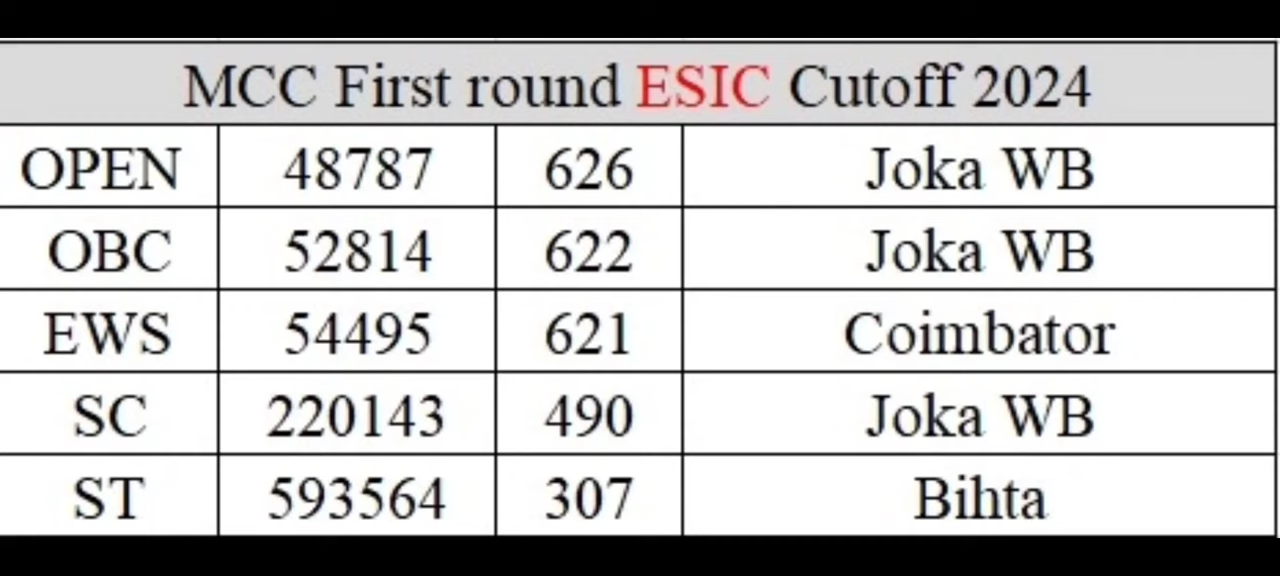 MCC First round ESIC Cutoff 2024
OPEN 48787 626 Joka WB
OBC 52814 622 Joka WB
EWS 54495 621 Coimbator
SC 220143 490 Joka WB
ST 593564 307 Bihta